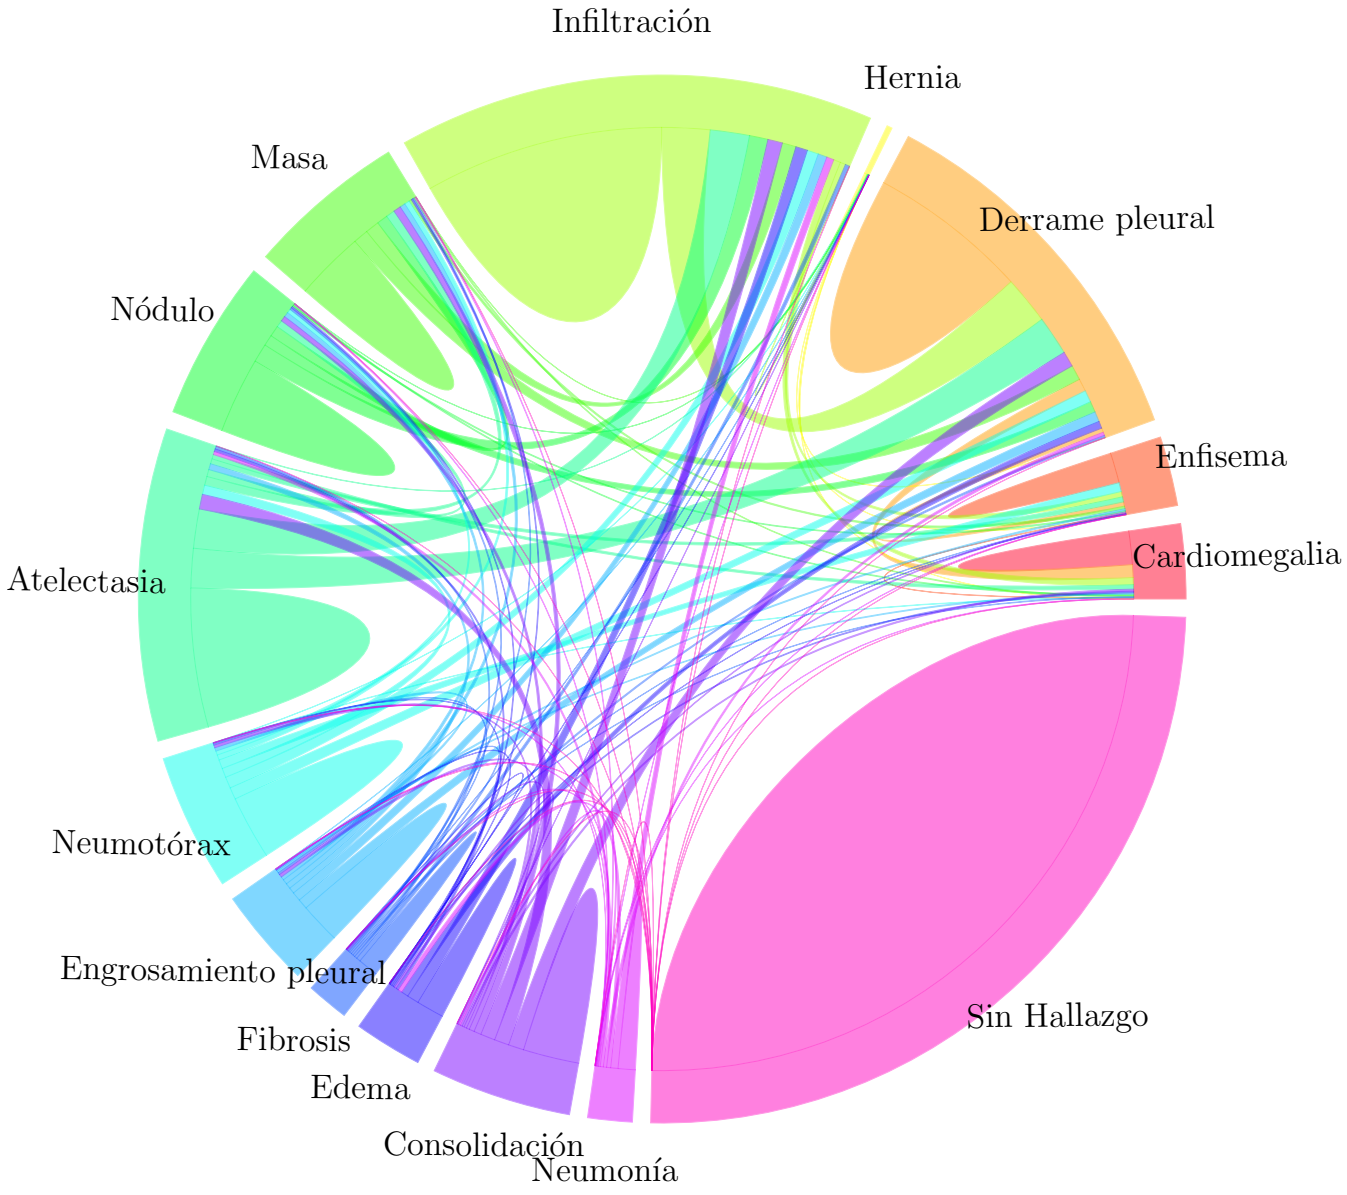 Infiltración
Hernia
Masa
Derrame pleural
Nódulo
Enfisema
Cardiomegalia
Atelectasia
Neumotórax
Engrosamiento pleural
Sin Hallazgo
Fibrosis
Edema
Consolidación
Neumonía